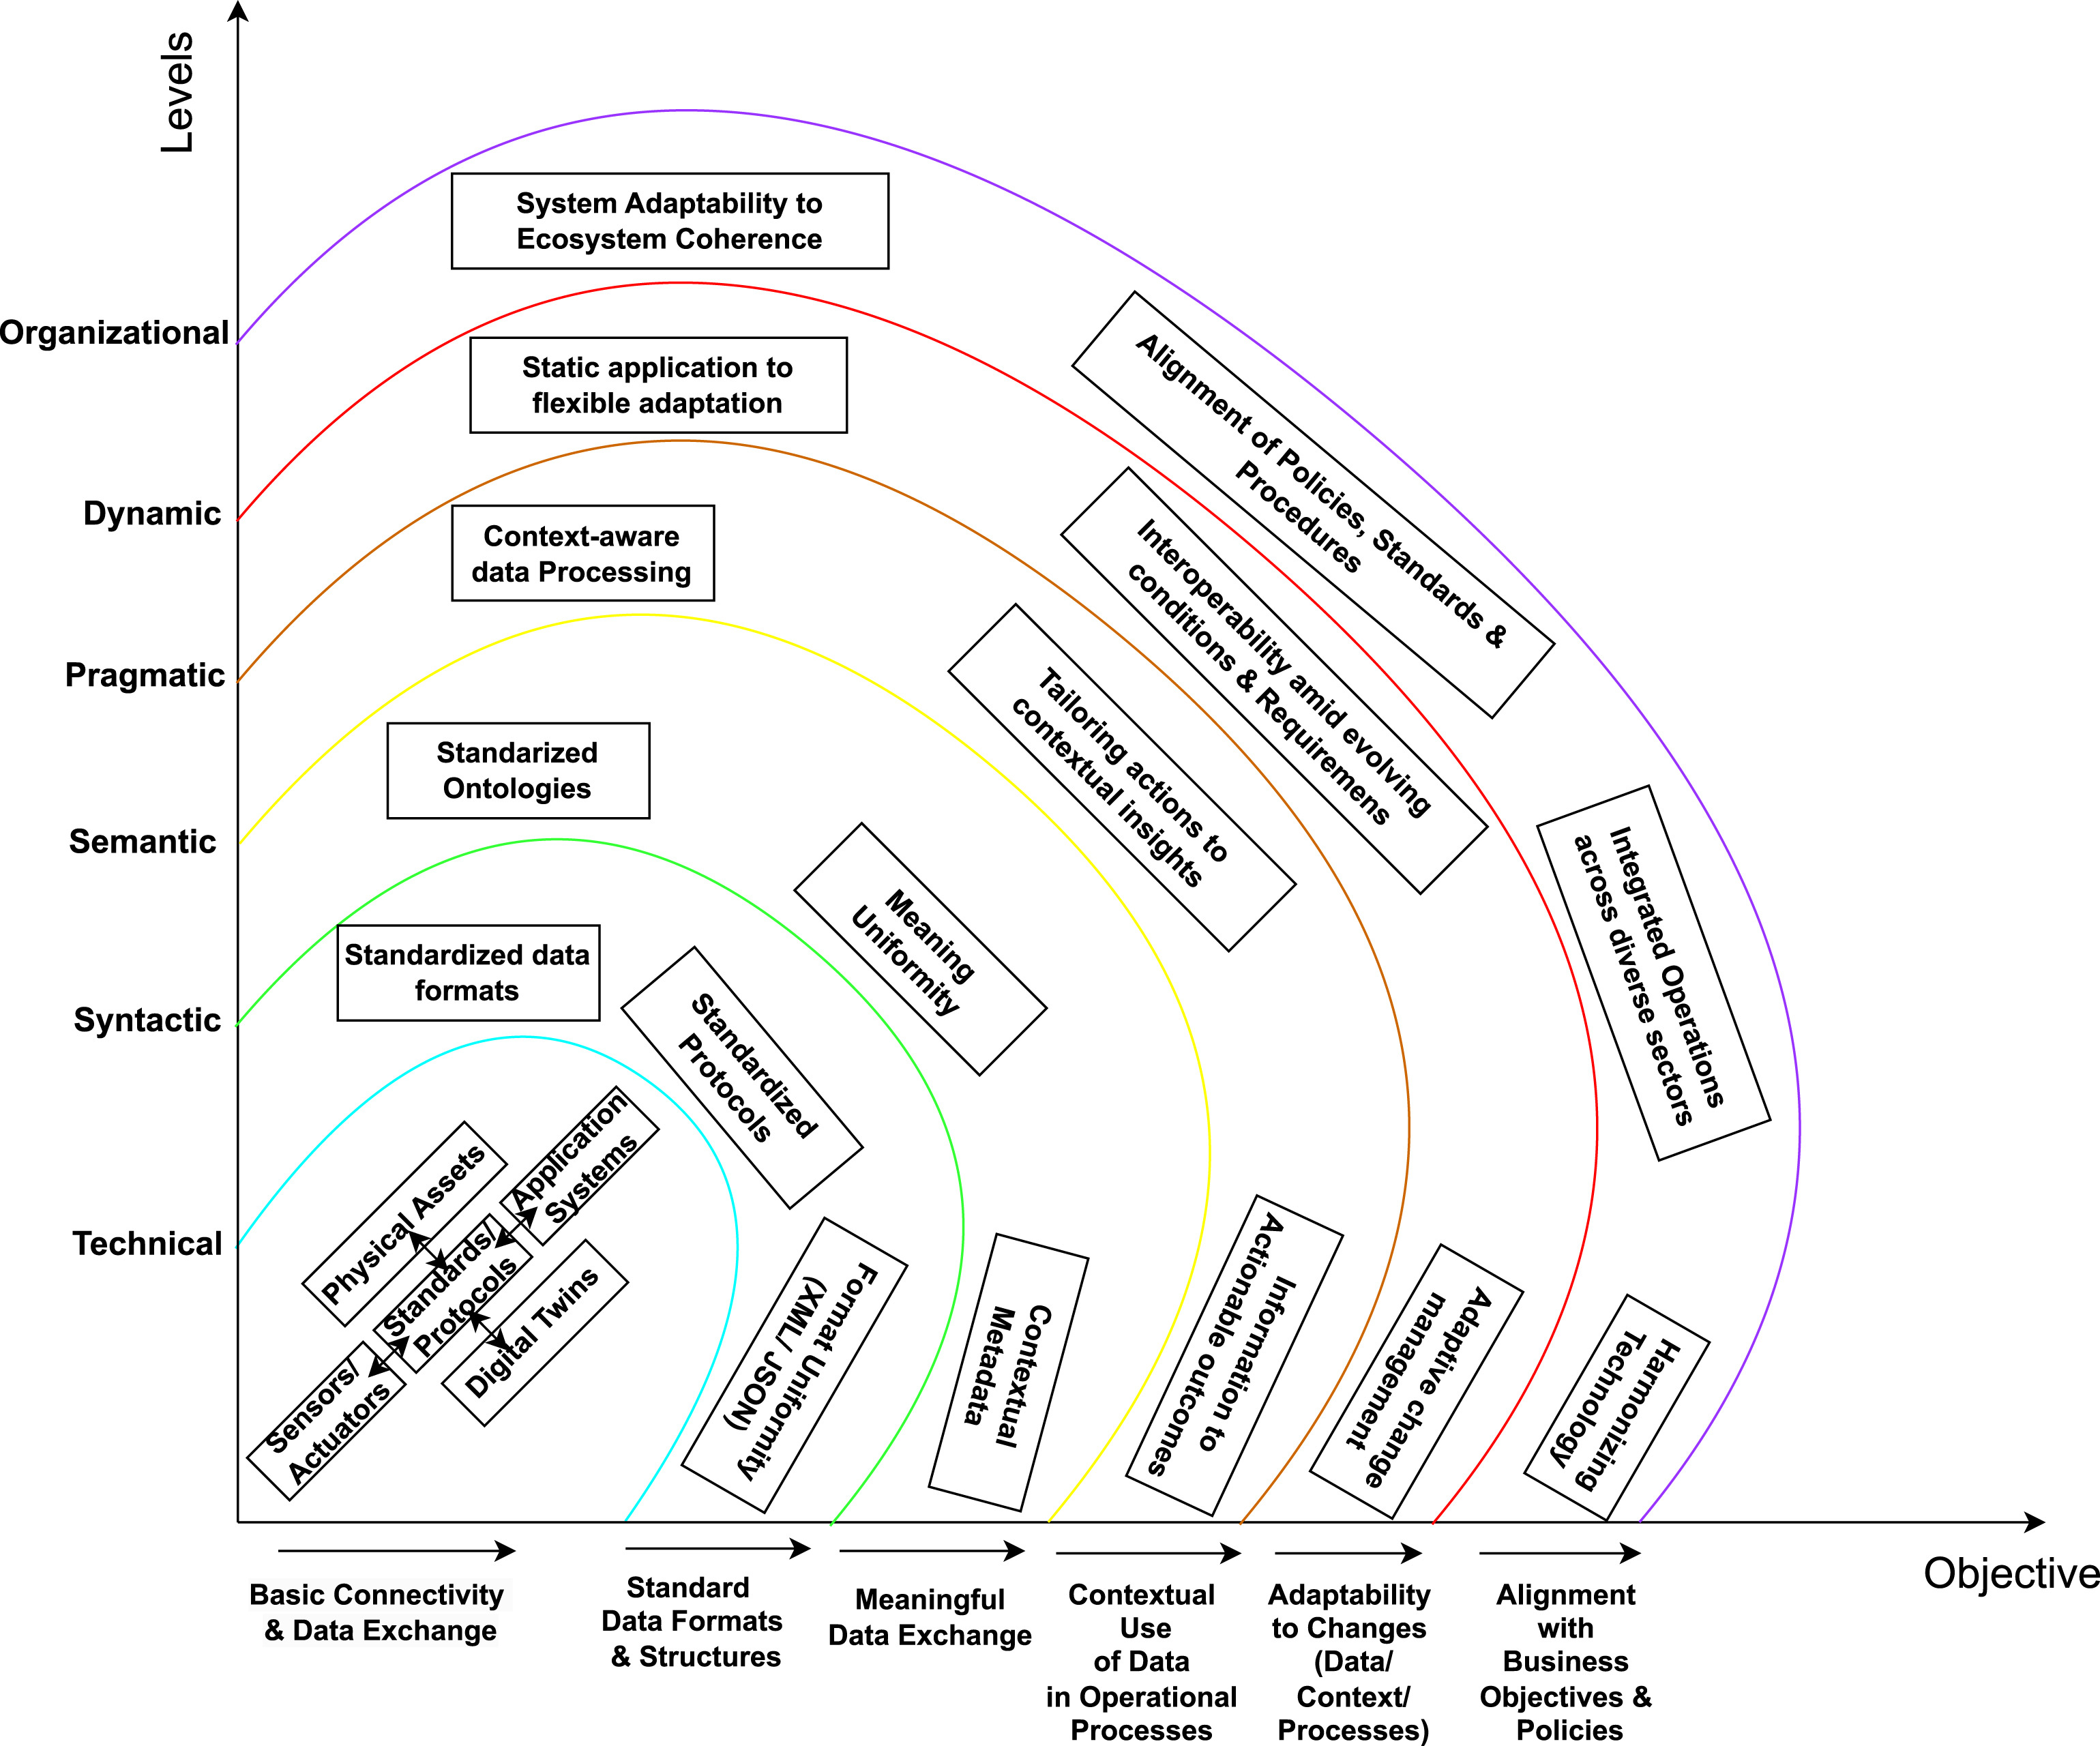 Levels
System Adaptability to
Ecosystem Coherence
Organizational
Static application to
flexible adaptation
Alignment of Policies, Standards &
Procedures
Dynamic
Context-aware
data Processing
Interoperability amid evolving
conditions & Requiremens
Pragmatic
Tailoring actions to
contextual insights
Standarized
Ontologies
Semantic
Meaning
Uniformity
Integrated Operations
across diverse sectors
Standardized data
formats
Syntactic
Standardized
Protocols
Technical
Physical Assets
Application
Systems
Standards/
Protocols
Digital Twins
Sensors/
Actuators
Format Uniformity
(XML/ JSON)
Contextual
Metadata
Information to
Actionable outcomes
Adaptive change
management
Harmonizing
Technology
Objective
Basic Connectivity
& Data Exchange
Standard
Data Formats
& Structures
Meaningful
Data Exchange
Contextual
Use
of Data
in Operational
Processes
Adaptability
to Changes
(Data/
Context/
Processes)
Alignment
with
Business
Objectives &
Policies